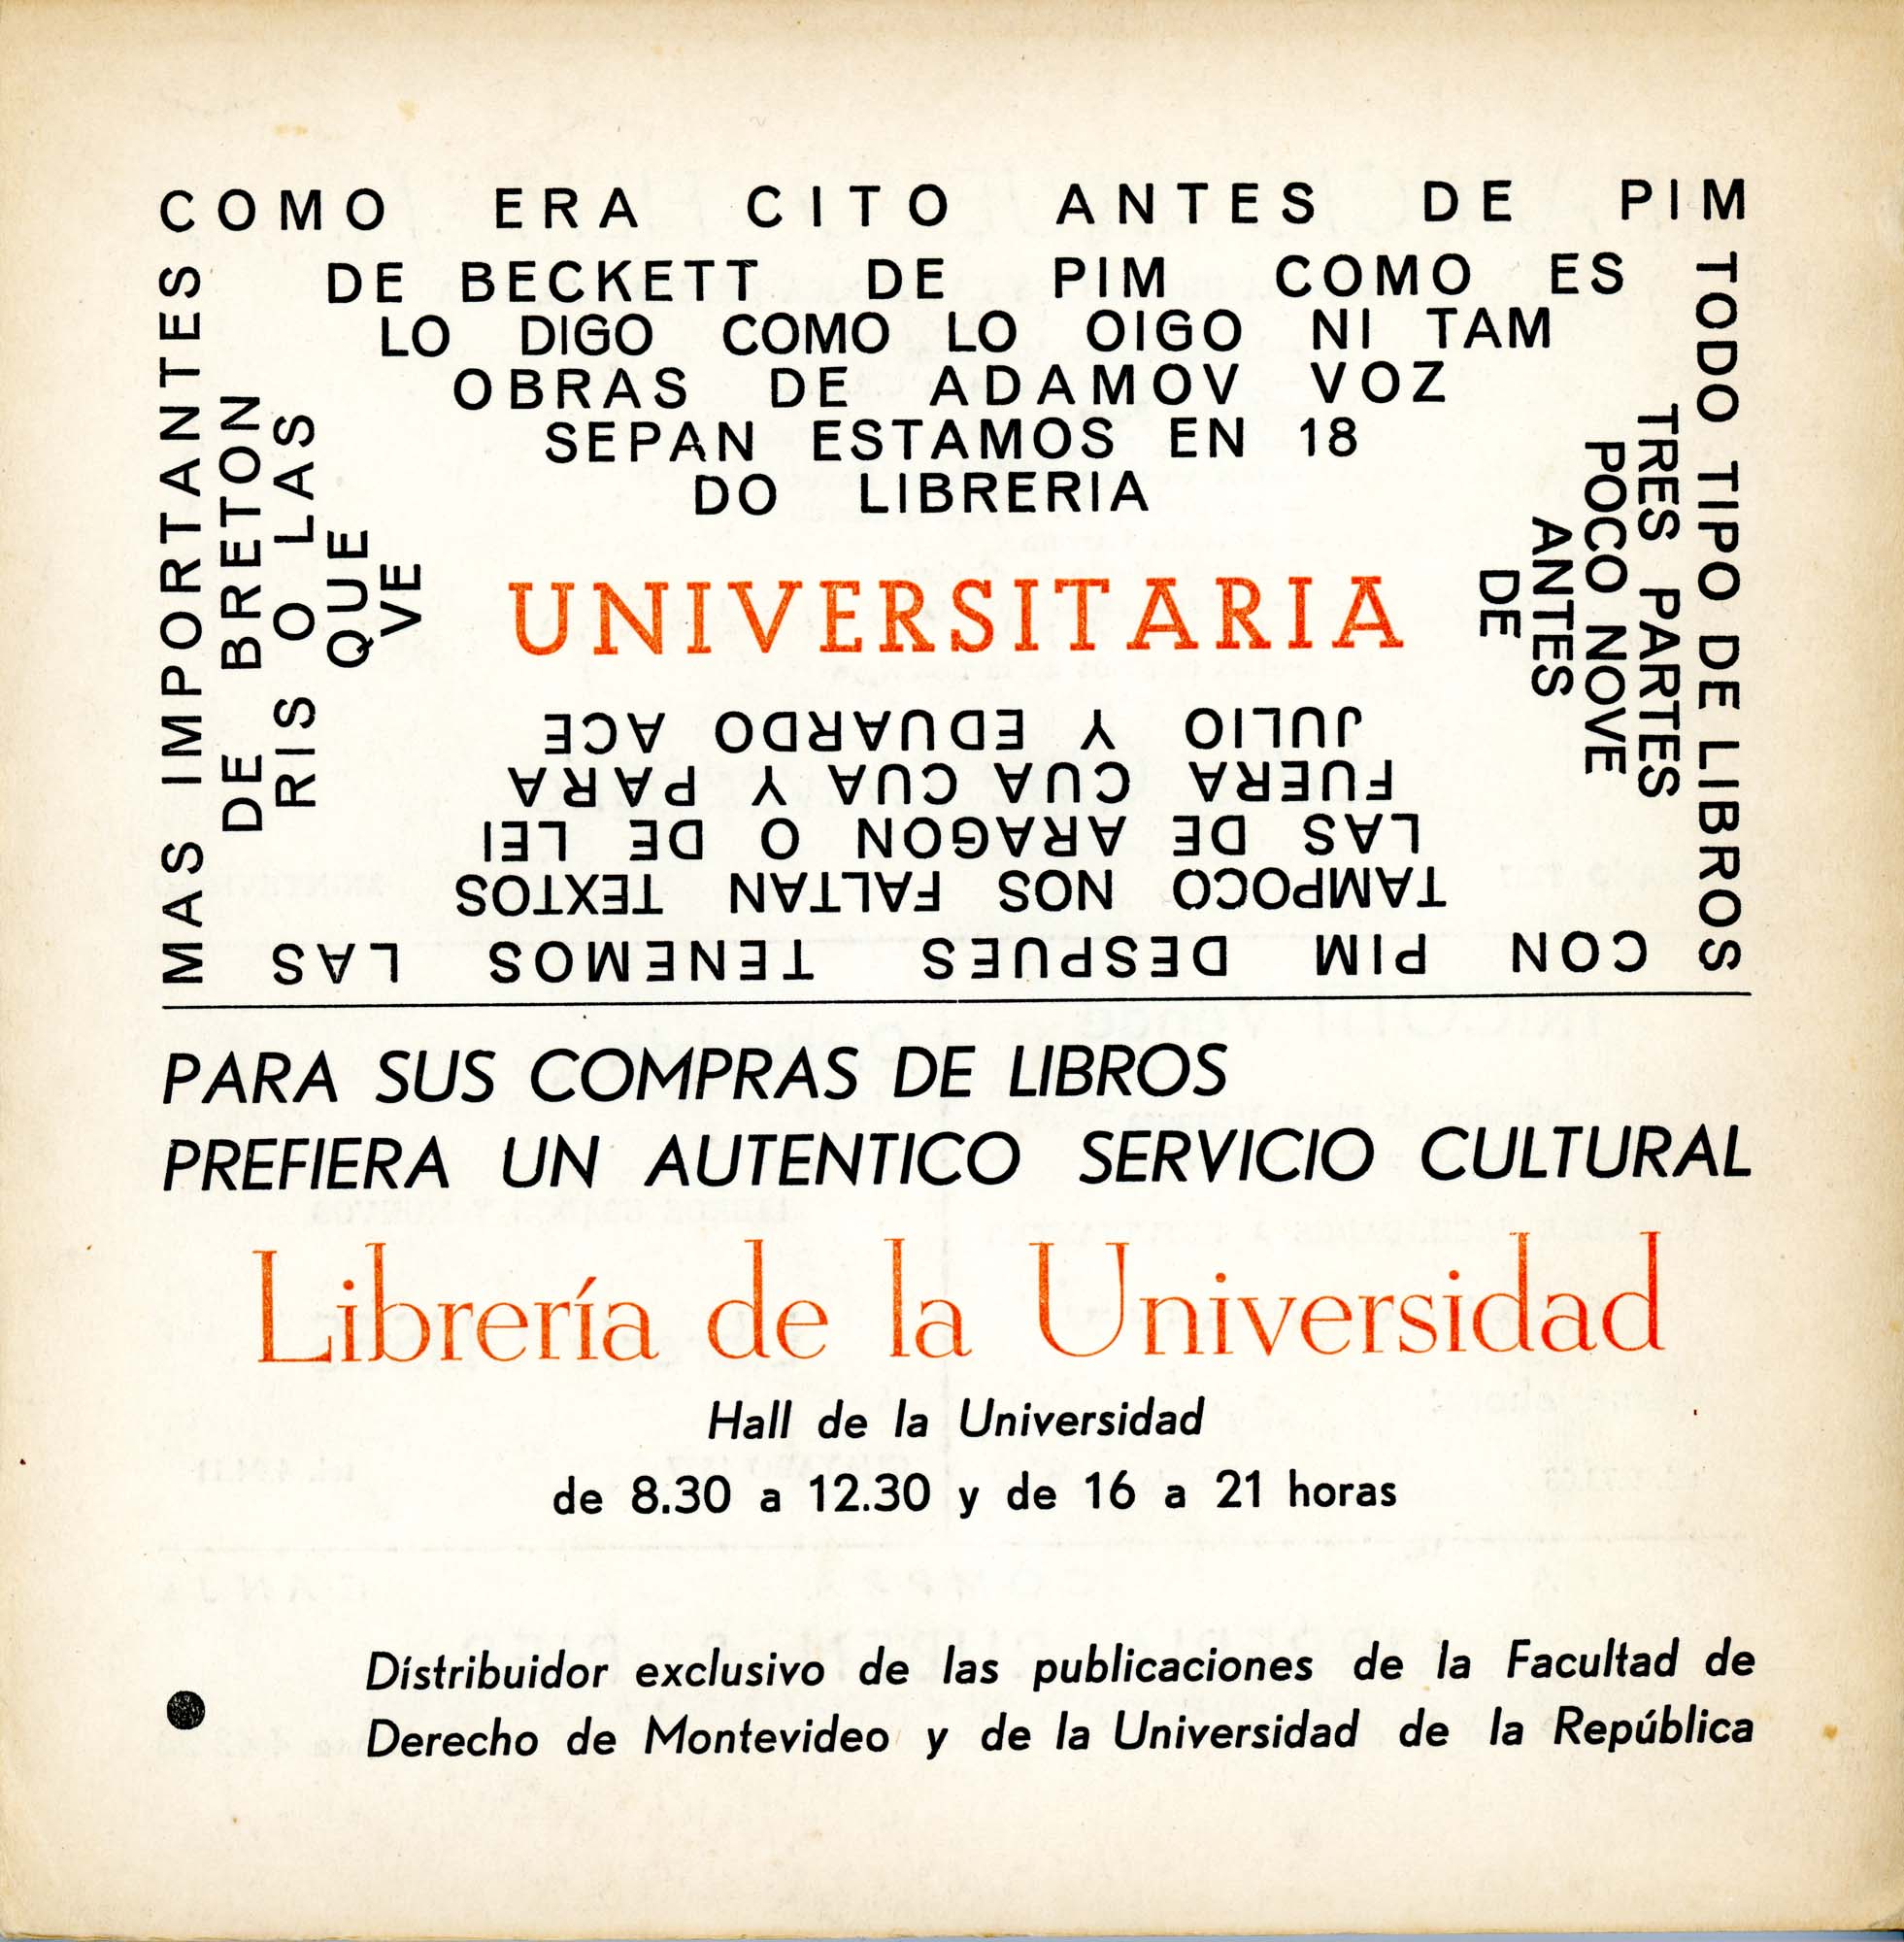 COMO ERA CITO ANTES DE PIM
TODO TIPO DE LIBROS
CON PIM DESPUES TENEMOS LAS
MAS IMPORTANTES
DE BECKETT DE PIM COMO ES
TRES PARTES
TAMPOCO NOS FALTAN TEXTOS
DE BRETON
LO DIGO COMO LO OIGO NI TAM
POCO NOVE
LAS DE ARAGON O DE LEI
RIS O LAS
OBRAS DE ADAMOV VOZ
ANTES
FUERA CUA CUA Y PARA
QUE
SEPAN ESTAMOS EN 18
DE
JULIO Y EDUARDO ACE
VE
DO LIBRERIA
UNIVERSITARIA
PARA SUS COMPRAS DE LIBROS
PREFIERA UN AUTENTICO SERVICIO CULTURAL
Librería de la Universidad
Hall de la Universidad
de 8.30 a 12.30 y de 16 a 21 horas
Distribuidor exclusivo de las publicaciones de la Facultad de
Derecho de Montevideo y de la Universidad de la República